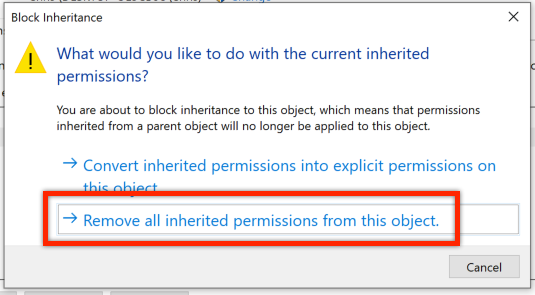 Block Inheritance
What would you like to do with the current inherited
permissions?
You are about to block inheritance to this object, which means that permissions
inherited from a parent object will no longer be applied to this object.
Convert inherited permissions into explicit permissions on
this object.
Remove all inherited permissions from this object.
Cancel